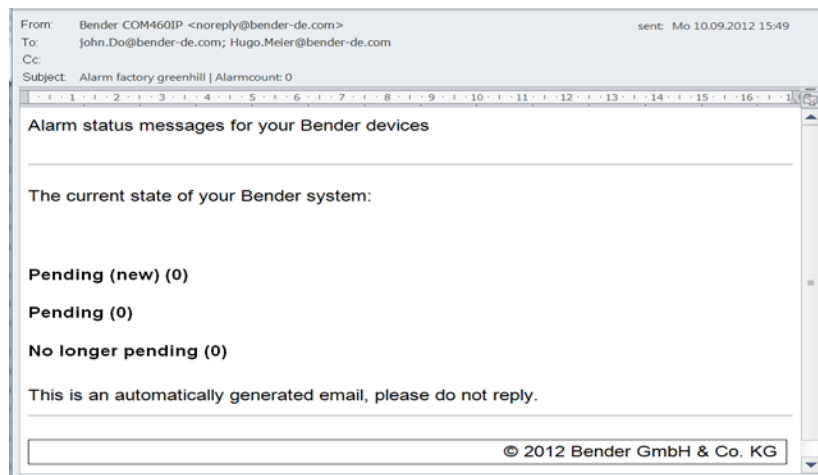 From: Bender COM460IP <noreply@bender-de.com> sent: Mo 10.09.2012 15:49
To: john.Do@bender-de.com; Hugo.Meier@bender-de.com
Cc:
Subject: Alarm factory greenhill | Alarmcount: 0
1 2 3 4 5 6 7 8 9 10 11 12 13 14 15 16
Alarm status messages for your Bender devices
The current state of your Bender system:
Pending (new) (0)
Pending (0)
No longer pending (0)
This is an automatically generated email, please do not reply.
© 2012 Bender GmbH & Co. KG